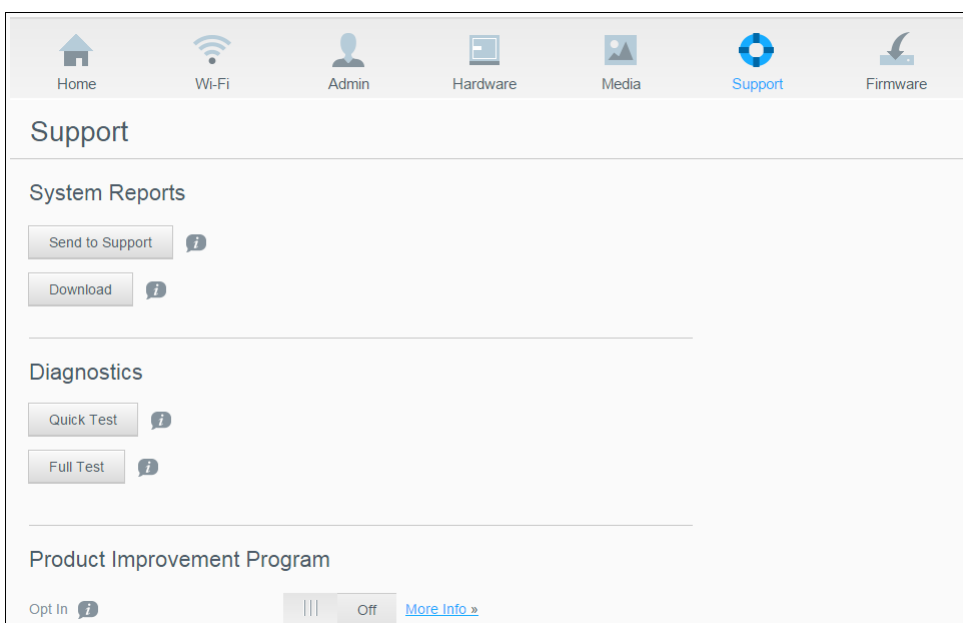 Home Wi-Fi Admin Hardware Media Support Firmware
Support
System Reports
Send to Support i
Download i
Diagnostics
Quick Test i
Full Test i
Product Improvement Program
Opt In i Off More Info »